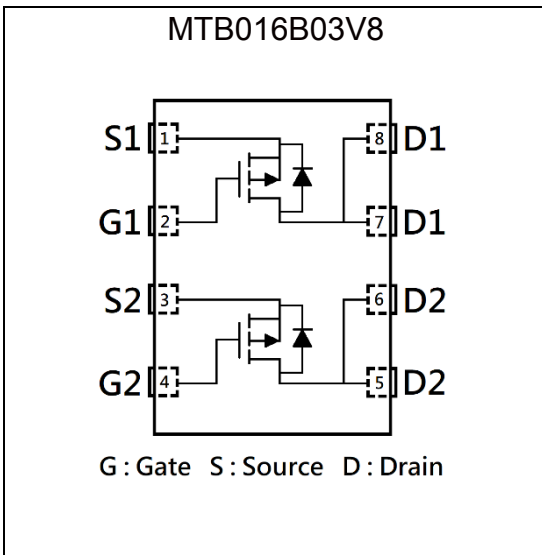 MTB016B03V8
S1 1 8 D1
G1 2 7 D1
S2 3 6 D2
G2 4 5 D2
G : Gate S : Source D : Drain